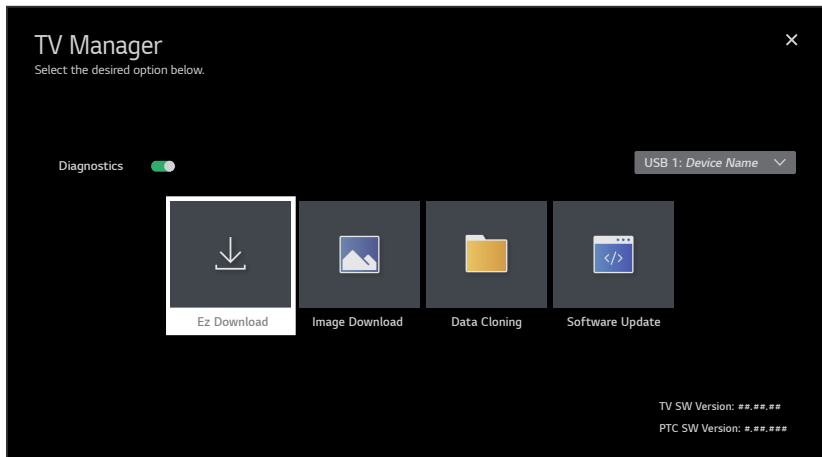 TV Manager
Select the desired option below.
Diagnostics
USB 1: Device Name
</>
Ez Download
Image Download
Data Cloning
Software Update
TV SW Version: ##.##.##
PTC SW Version: #.##.###